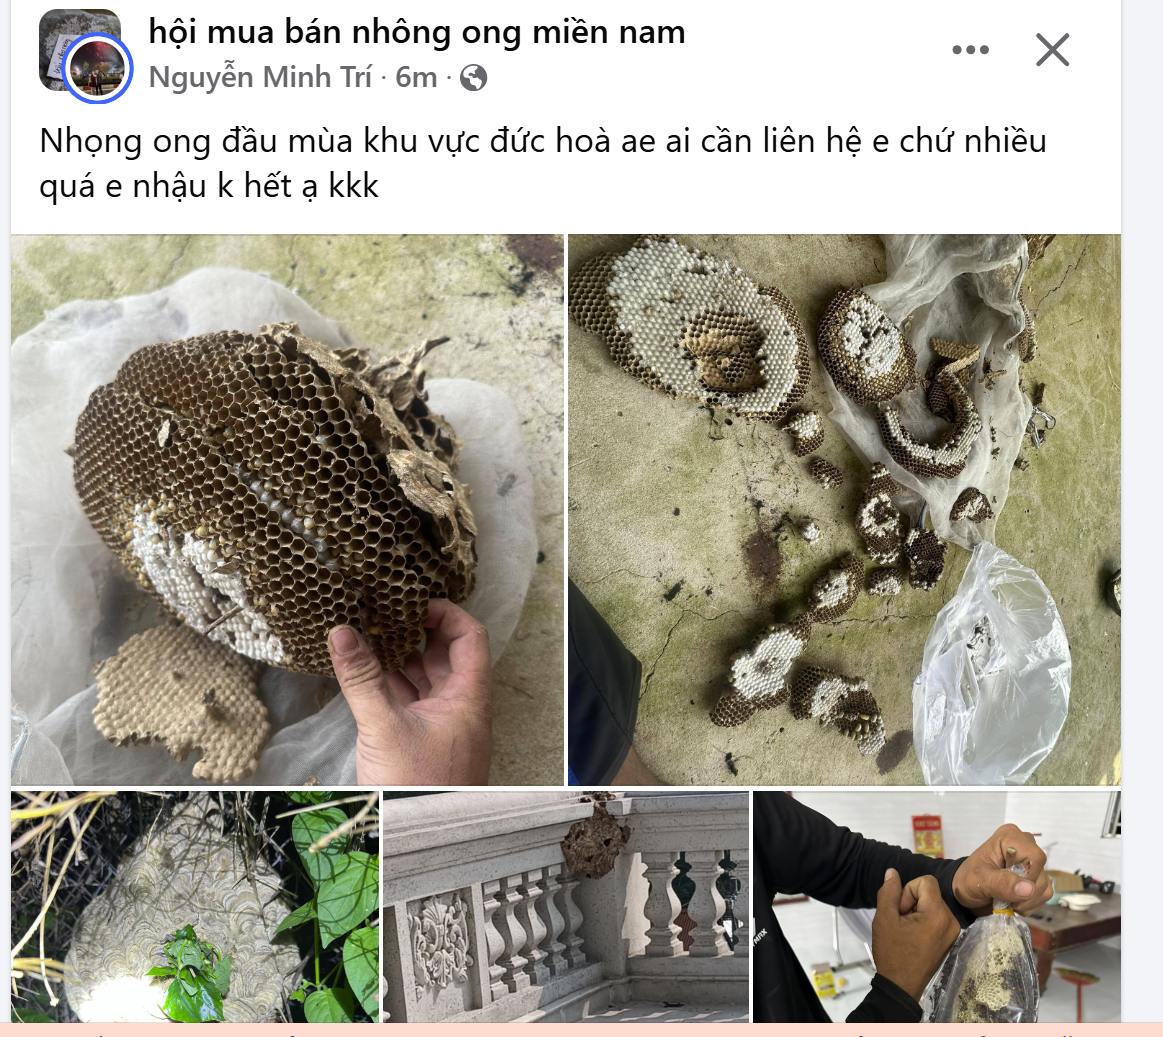 hội mua bán nhông ong miền nam
Nguyễn Minh Trí · 6m ·
Nhọng ong đầu mùa khu vực đức hoà ae ai cần liên hệ e chứ nhiều
quá e nhậu k hết ạ kkk